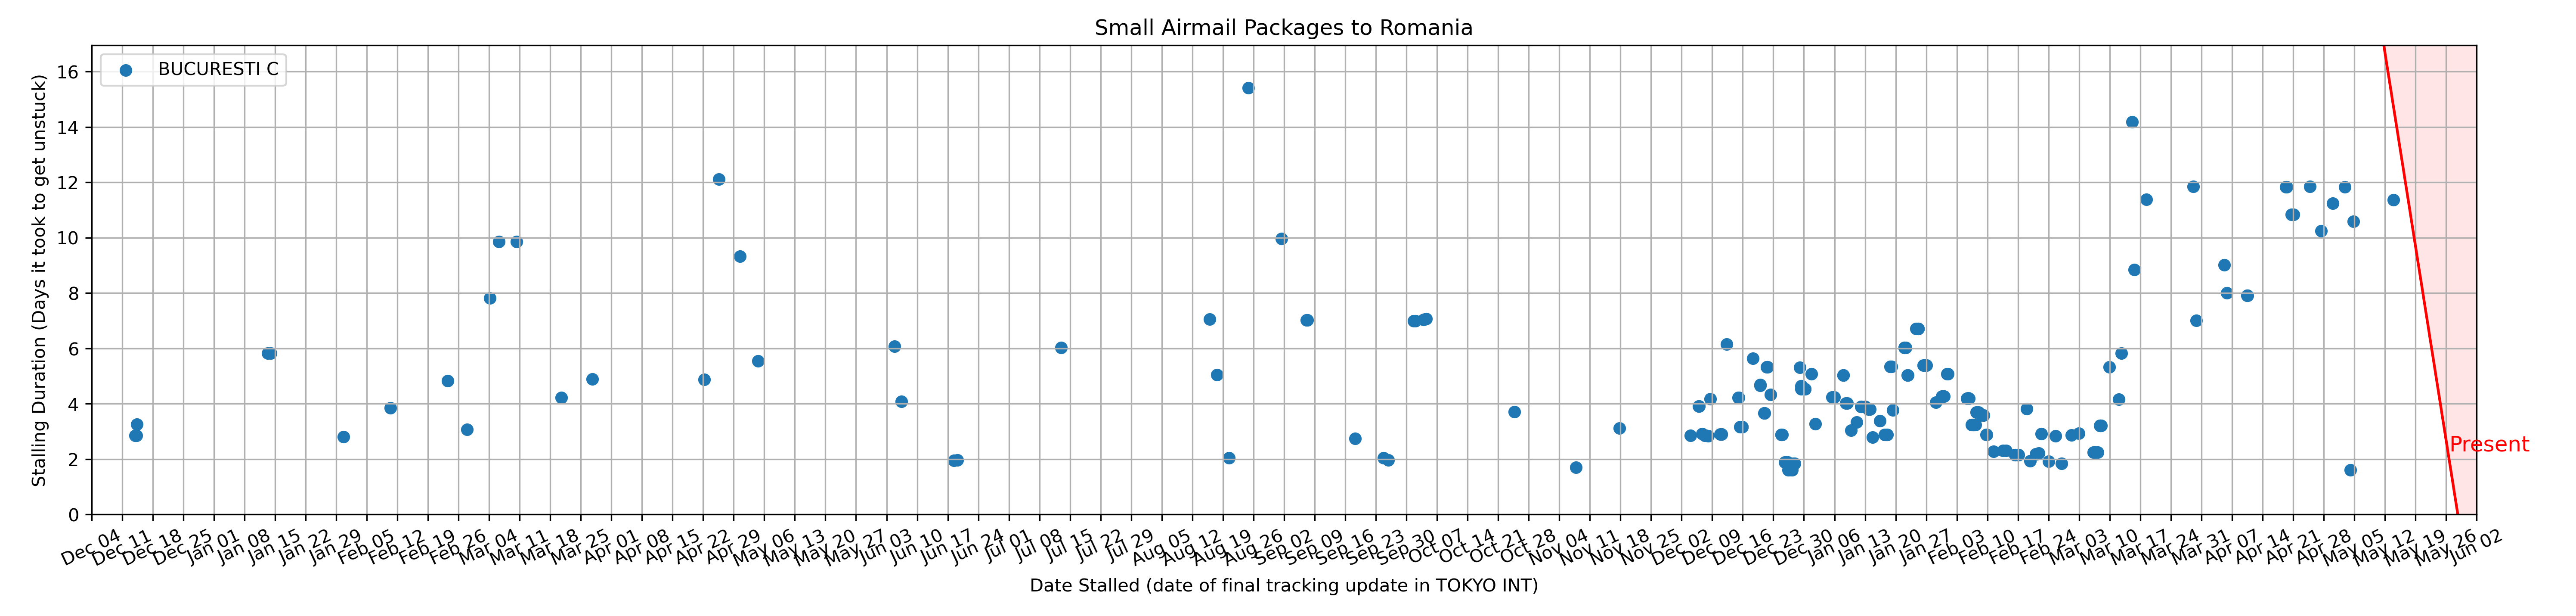 Small Airmail Packages to Romania
BUCURESTI C
Stalling Duration (Days it took to get unstuck)
16
14
12
10
8
6
4
2
0
Present
Dec 04
Dec 11
Dec 18
Dec 25
Jan 01
Jan 08
Jan 15
Jan 22
Jan 29
Feb 05
Feb 12
Feb 19
Feb 26
Mar 04
Mar 11
Mar 18
Mar 25
Apr 01
Apr 08
Apr 15
Apr 22
Apr 29
May 06
May 13
May 20
May 27
Jun 03
Jun 10
Jun 17
Jun 24
Jul 01
Jul 08
Jul 15
Jul 22
Jul 29
Aug 05
Aug 12
Aug 19
Aug 26
Sep 02
Sep 09
Sep 16
Sep 23
Sep 30
Oct 07
Oct 14
Oct 21
Oct 28
Nov 04
Nov 11
Nov 18
Nov 25
Dec 02
Dec 09
Dec 16
Dec 23
Dec 30
Jan 06
Jan 13
Jan 20
Jan 27
Feb 03
Feb 10
Feb 17
Feb 24
Mar 03
Mar 10
Mar 17
Mar 24
Mar 31
Apr 07
Apr 14
Apr 21
Apr 28
May 05
May 12
May 19
May 26
Jun 02
Date Stalled (date of final tracking update in TOKYO INT)